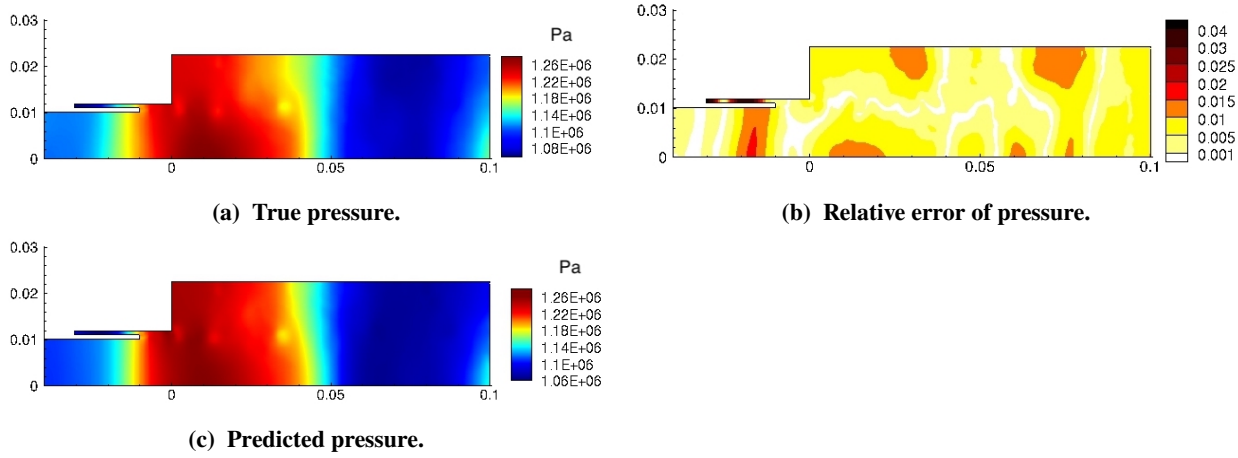 0.03
0.02
0.01
0
0 0.05 0.1
Pa
1.26E+06
1.22E+06
1.18E+06
1.14E+06
1.1E+06
1.08E+06
(a) True pressure.
0.03
0.02
0.01
0
0 0.05 0.1
0.04
0.03
0.02
0.015
0.01
0.005
0.001
(b) Relative error of pressure.
0.03
0.02
0.01
0
0 0.05 0.1
Pa
1.26E+06
1.22E+06
1.18E+06
1.14E+06
1.1E+06
1.06E+06
(c) Predicted pressure.